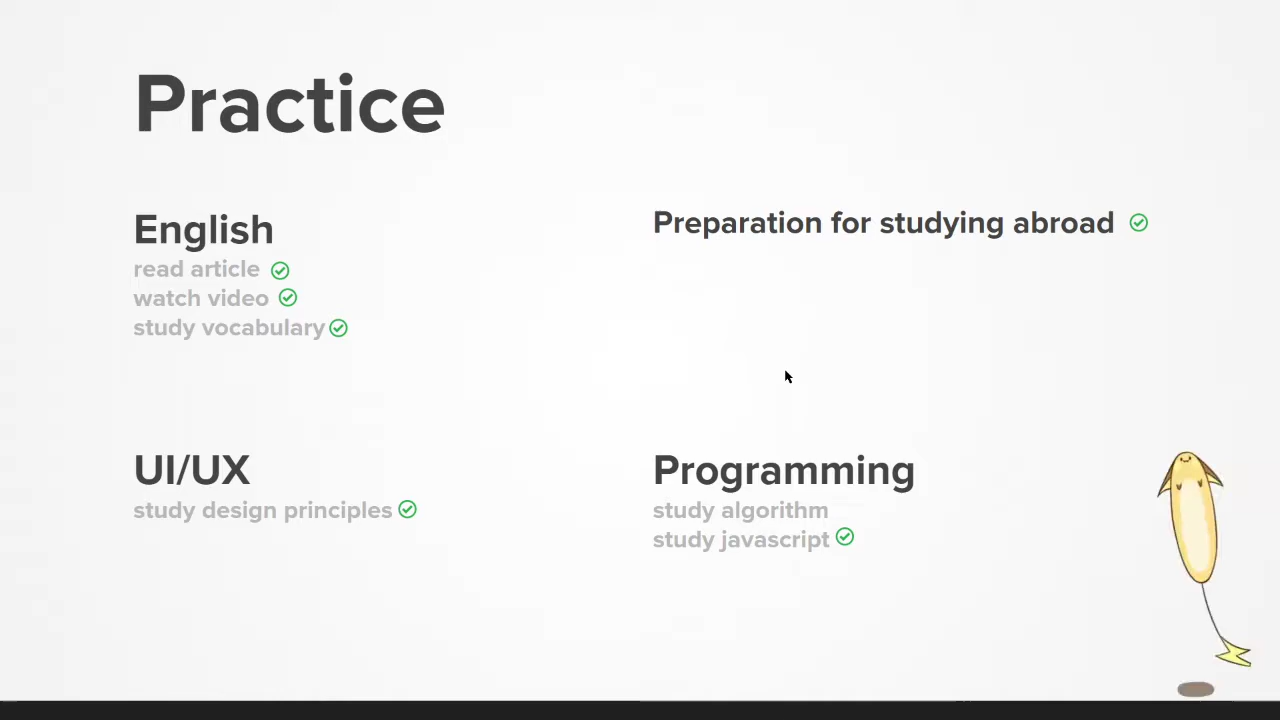 Practice
English
read article
watch video
study vocabulary
Preparation for studying abroad
UI/UX
study design principles
Programming
study algorithm
study javascript